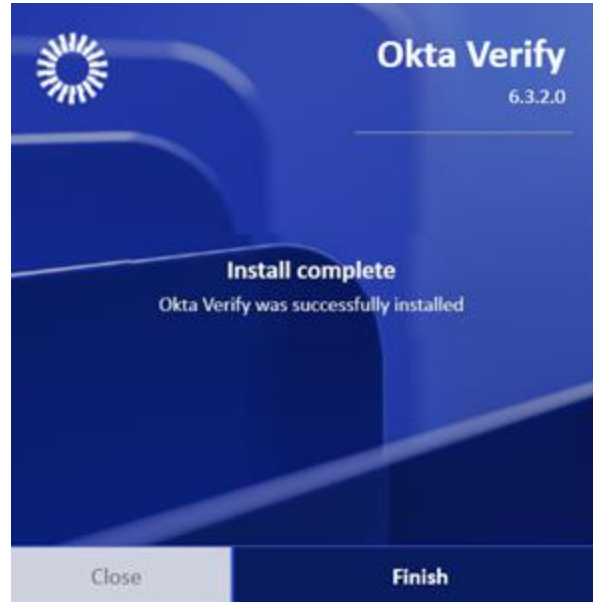 Okta Verify
6.3.2.0
Install complete
Okta Verify was successfully installed
Close
Finish